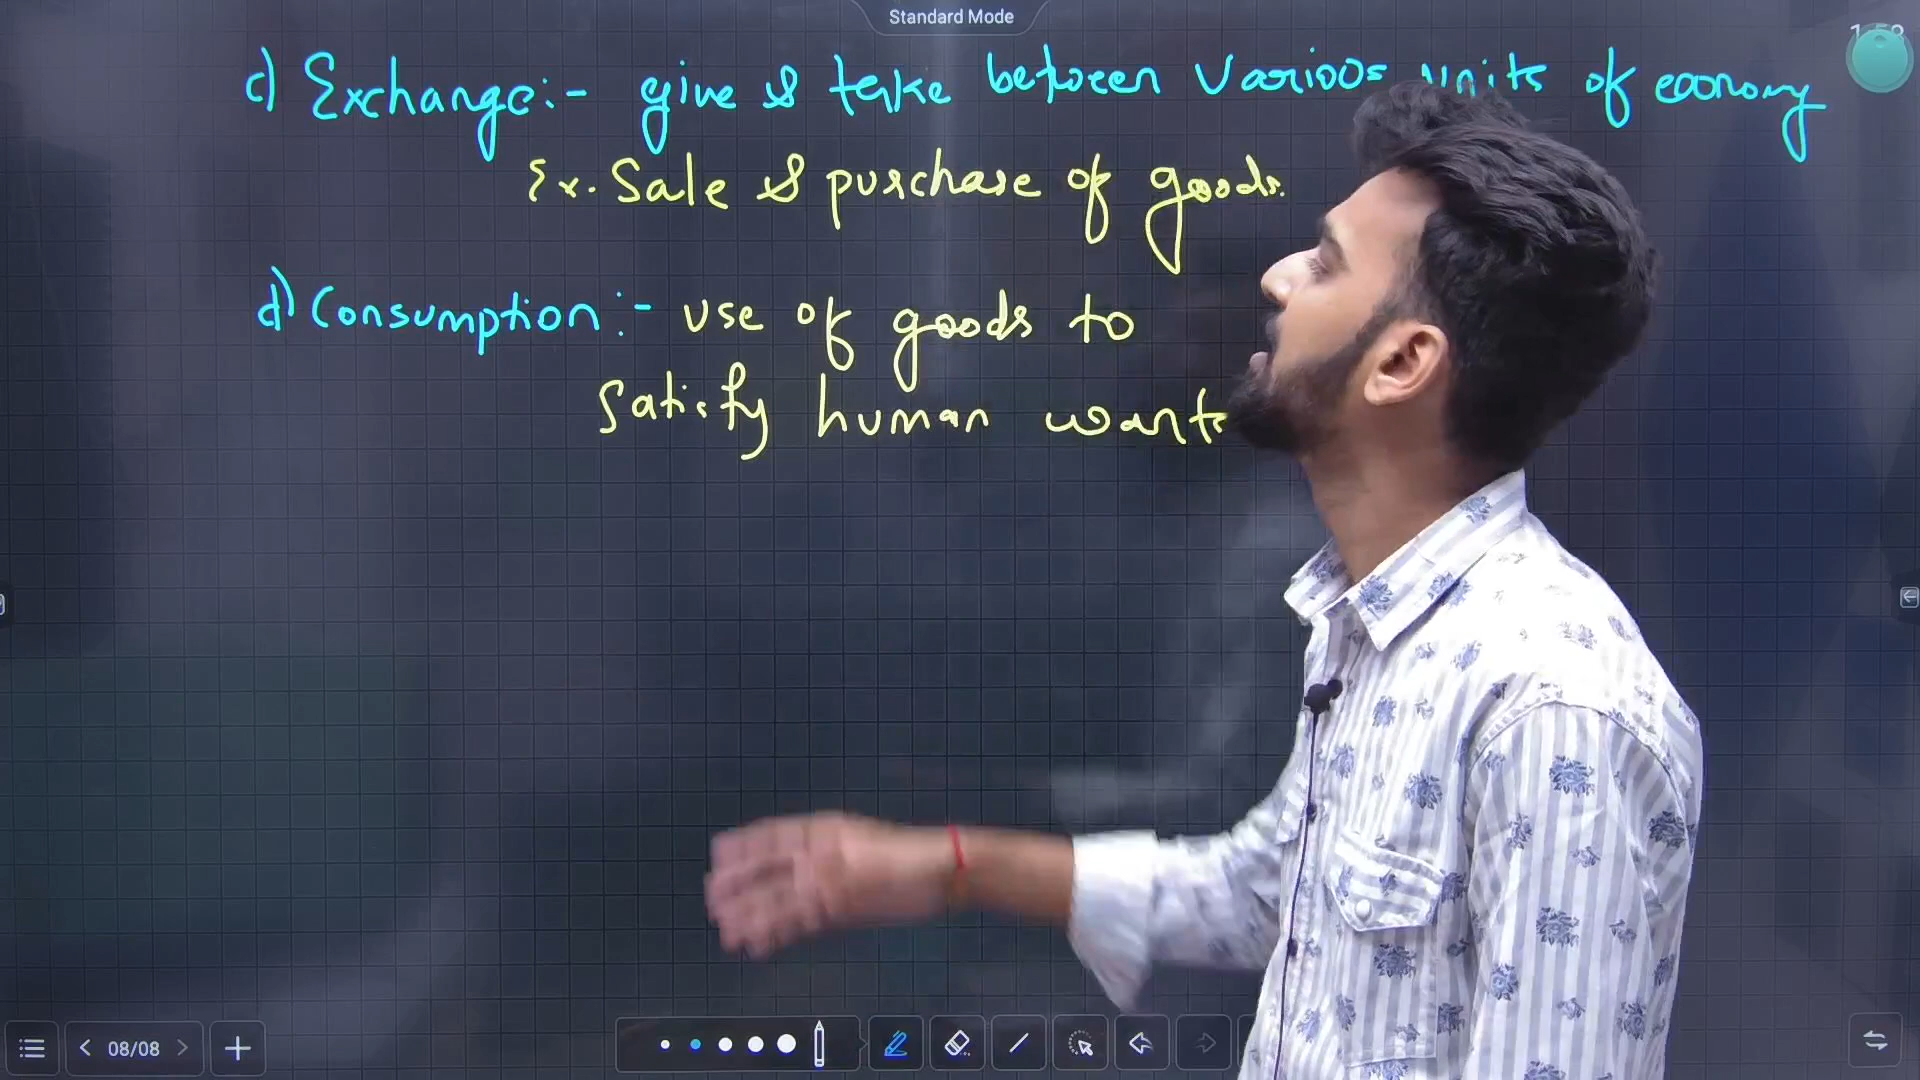 Standard Mode
c) Exchange:- give & take between various units of economy
Ex. Sale & purchase of goods.
d) Consumption:- use of goods to
satisfy human wants
08/08